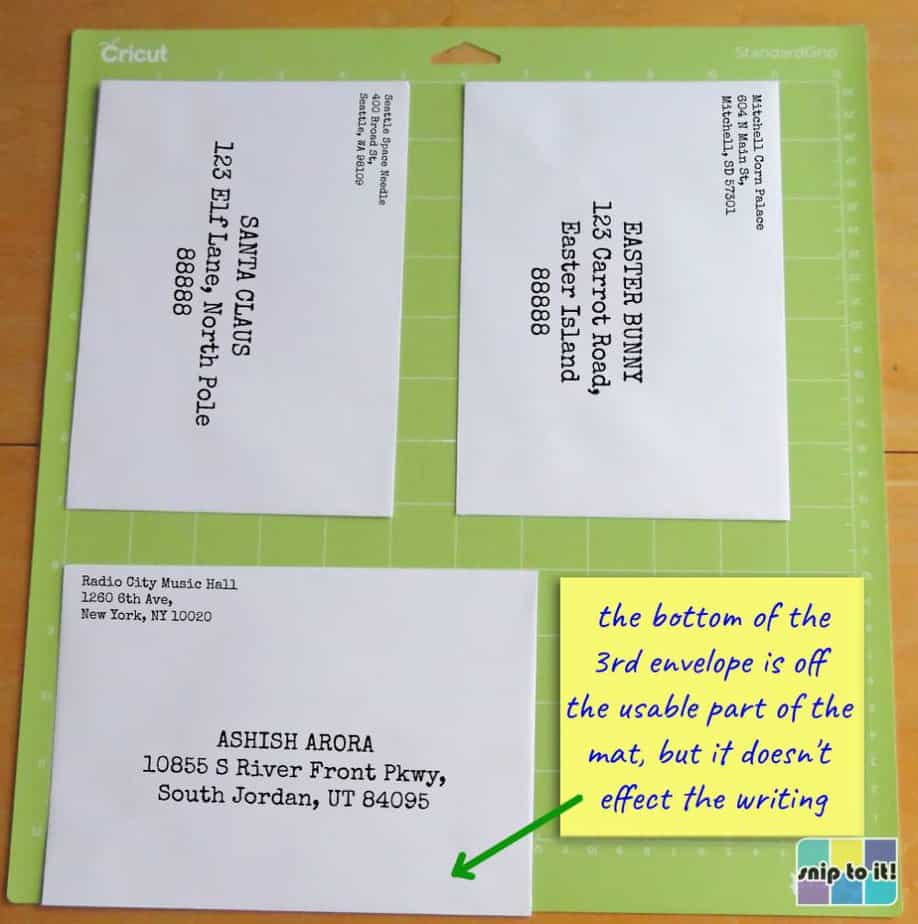 Cricut
StandardGrip
Seattle Space Needle
400 Broad St,
Seattle, WA 98109
SANTA CLAUS
123 Elf Lane, North Pole
88888
Mitchell Corn Palace
604 N Main St,
Mitchell, SD 57301
EASTER BUNNY
123 Carrot Road,
Easter Island
88888
Radio City Music Hall
1260 6th Ave,
New York, NY 10020
ASHISH ARORA
10855 S River Front Pkwy,
South Jordan, UT 84095
the bottom of the
3rd envelope is off
the usable part of the
mat, but it doesn't
effect the writing
snip to it!